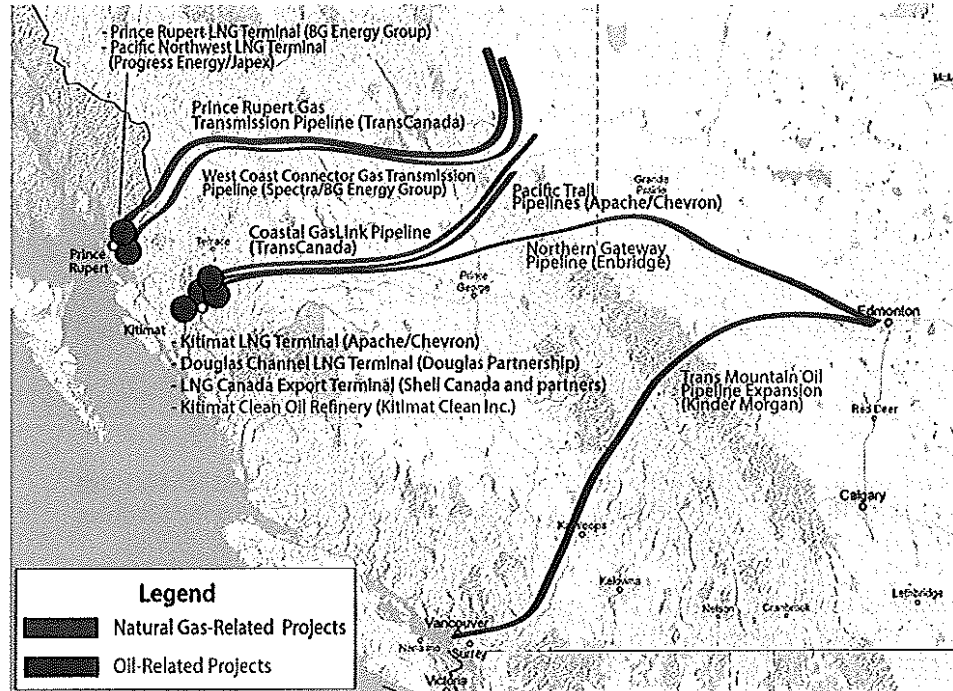 - Prince Rupert LNG Terminal (BG Energy Group)
- Pacific Northwest LNG Terminal
(Progress Energy/Japex)
Prince Rupert Gas
Transmission Pipeline (TransCanada)
West Coast Connector Gas Transmission
Pipeline (Spectra/BG Energy Group)
Pacific Trail
Pipelines (Apache/Chevron)
Grande
Prairie
Coastal GasLink Pipeline
(TransCanada)
Terrace
Prince
Rupert
Northern Gateway
Pipeline (Enbridge)
Prince
George
Kitimat
Edmonton
- Kitimat LNG Terminal (Apache/Chevron)
- Douglas Channel LNG Terminal (Douglas Partnership)
- LNG Canada Export Terminal (Shell Canada and partners)
- Kitimat Clean Oil Refinery (Kitimat Clean Inc.)
Trans Mountain Oil
Pipeline Expansion
(Kinder Morgan)
Red Deer
Calgary
Kamloops
Kelowna
Nelson
Cranbrook
Lethbridge
Vancouver
Nanaimo
Surrey
Victoria
Legend
Natural Gas-Related Projects
Oil-Related Projects